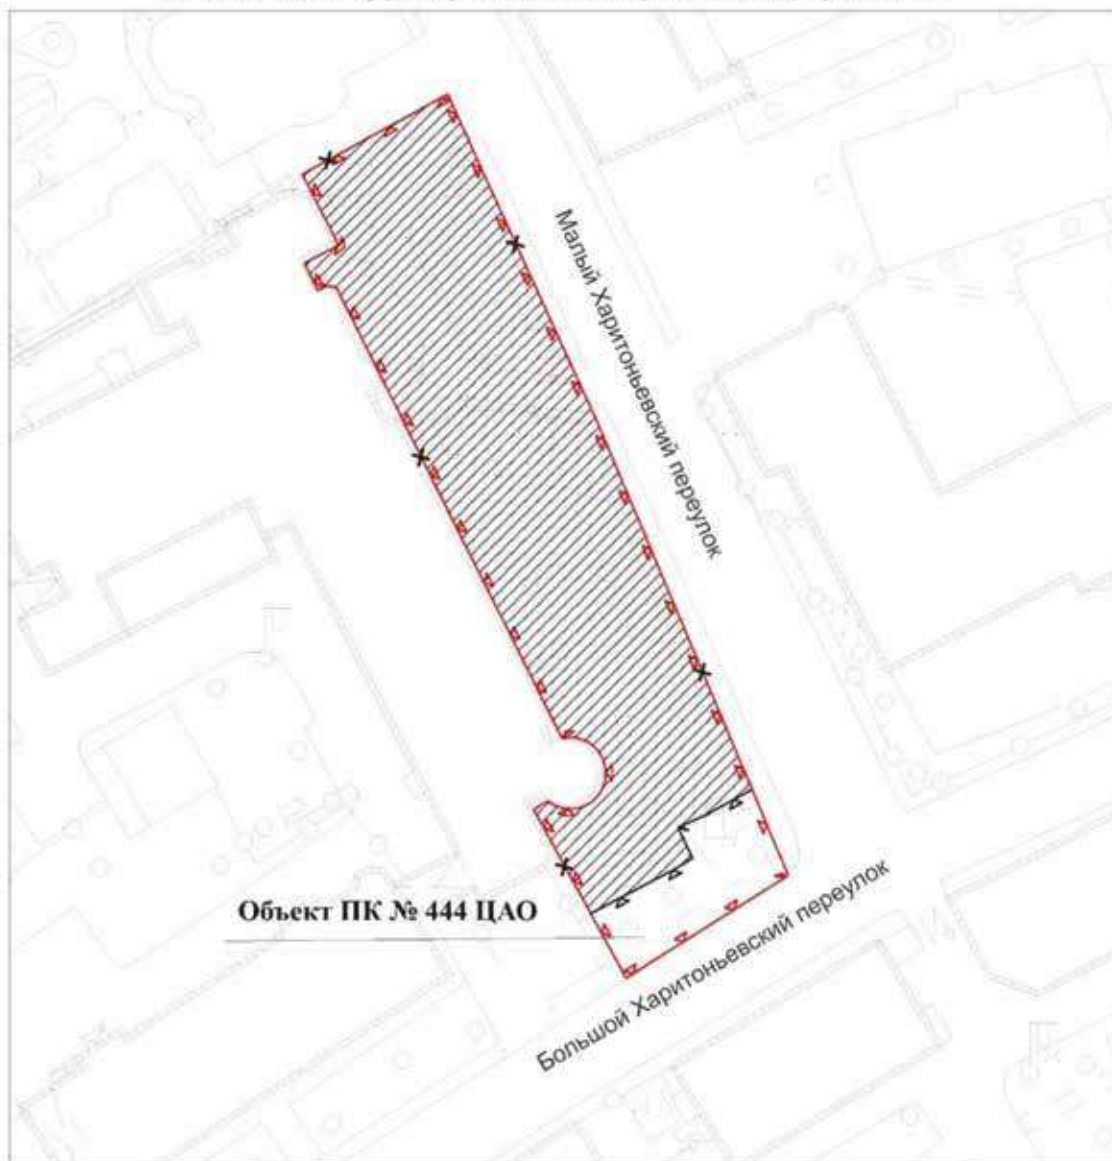 Малый Харитоньевский переулок
Объект ПК № 444 ЦАО
Большой Харитоньевский переулок